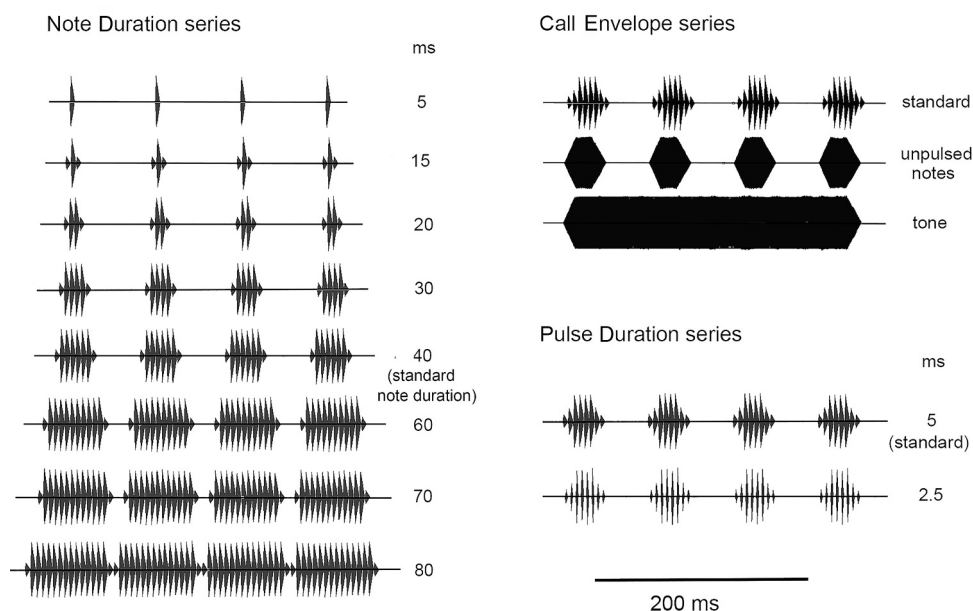 Note Duration series
ms
5
15
20
30
40
(standard
note duration)
60
70
80
Call Envelope series
standard
unpulsed
notes
tone
Pulse Duration series
ms
5
(standard)
2.5
200 ms